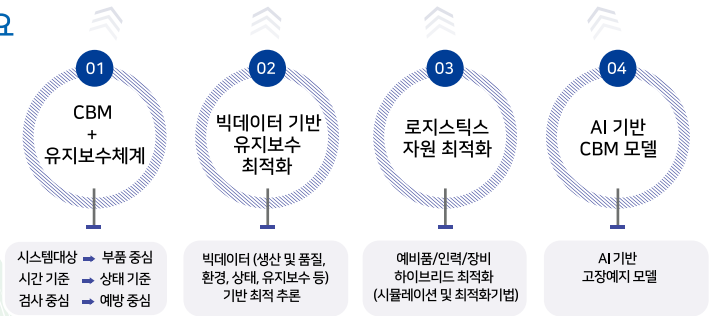 요
01
CBM
+
유지보수체계
02
빅데이터 기반
유지보수
최적화
03
로지스틱스
자원 최적화
04
AI 기반
CBM 모델
시스템대상 ➡ 부품 중심
시간 기준 ➡ 상태 기준
검사 중심 ➡ 예방 중심
빅데이터 (생산 및 품질,
환경, 상태, 유지보수 등)
기반 최적 추론
예비품/인력/장비
하이브리드 최적화
(시뮬레이션 및 최적화기법)
AI 기반
고장예지 모델